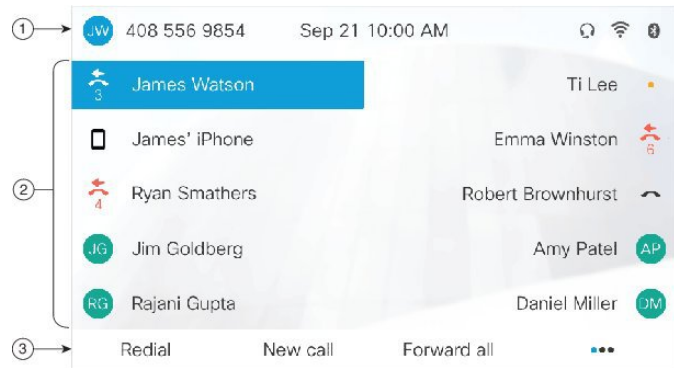 1 JW 408 556 9854 Sep 21 10:00 AM
3 James Watson Ti Lee
James' iPhone Emma Winston 6
2
4 Ryan Smathers Robert Brownhurst
JG Jim Goldberg Amy Patel AP
RG Rajani Gupta Daniel Miller DM
3 Redial New call Forward all